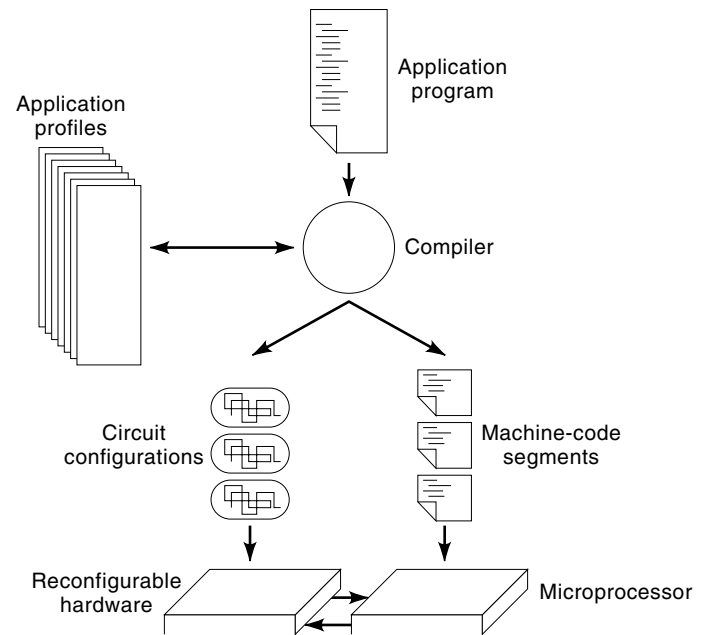 Application
program
Application
profiles
Compiler
Circuit
configurations
Machine-code
segments
Reconfigurable
hardware
Microprocessor